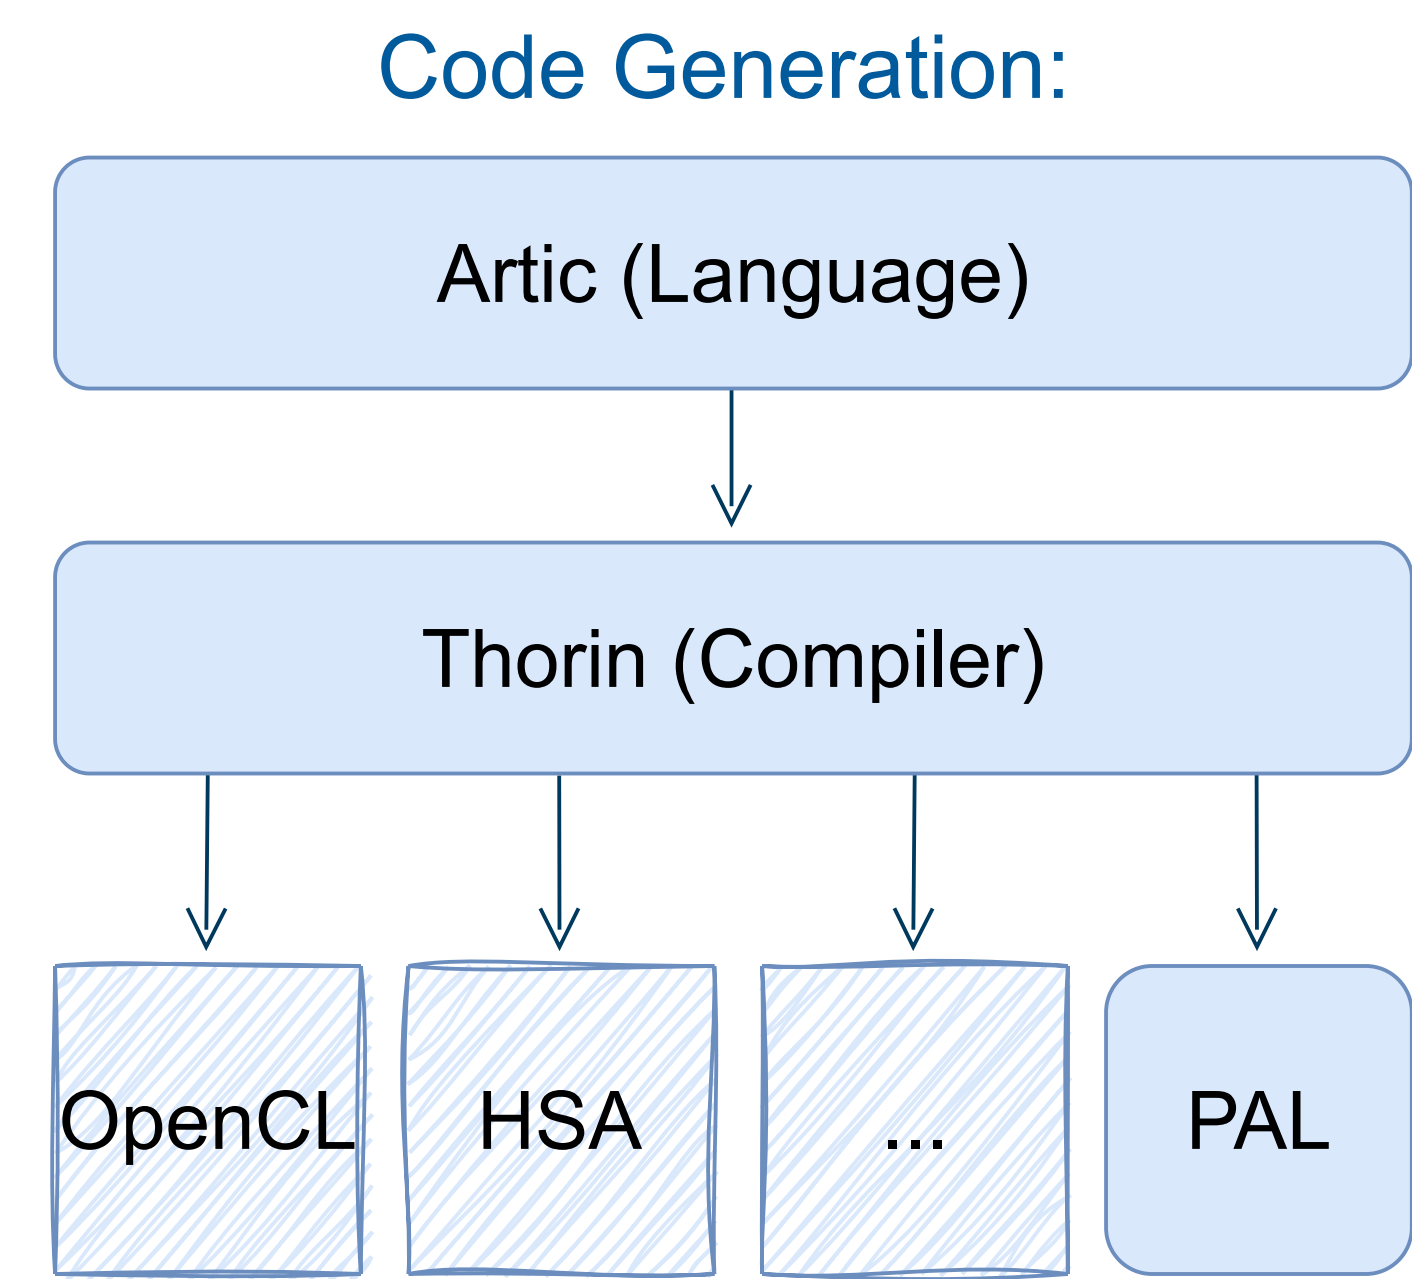 Code Generation:
Artic (Language)
Thorin (Compiler)
OpenCL
HSA
...
PAL